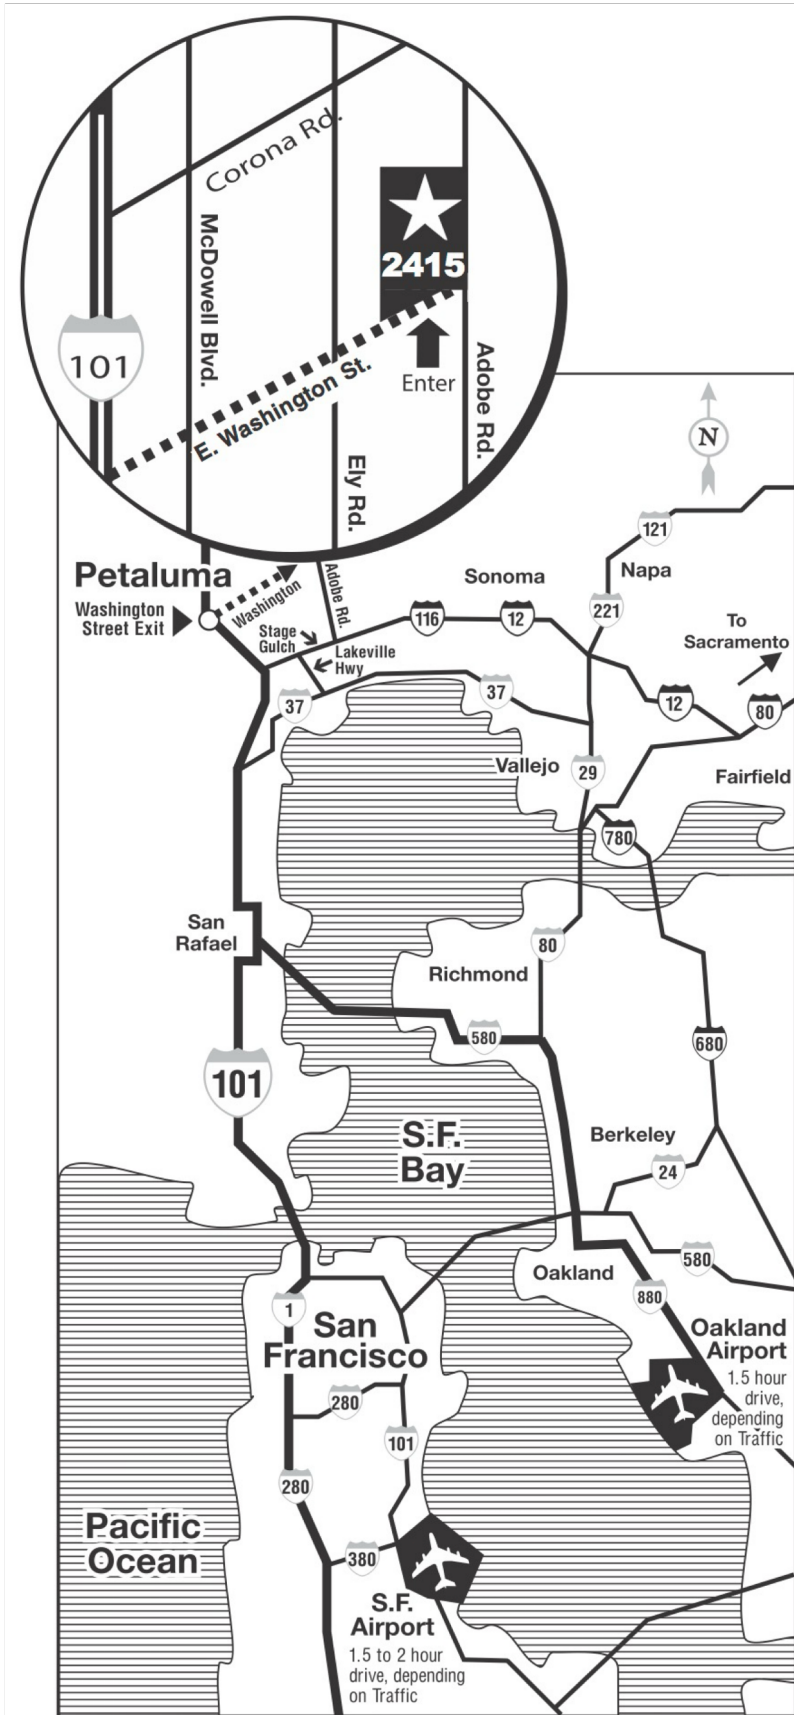 Corona Rd.
McDowell Blvd.
2415
101
E. Washington St.
Enter
Adobe Rd.
Ely Rd.
N
121
Petaluma
Washington
Street Exit
Washington
Adobe Rd.
Sonoma
Napa
221
To
Sacramento
116
12
Stage
Gulch
Lakeville
Hwy
37
37
12
80
Vallejo
29
Fairfield
780
San
Rafael
80
Richmond
580
680
101
S.F.
Bay
Berkeley
24
580
Oakland
880
1
San
Francisco
Oakland
Airport
1.5 hour
drive,
depending
on Traffic
280
101
280
Pacific
Ocean
380
S.F.
Airport
1.5 to 2 hour
drive, depending
on Traffic